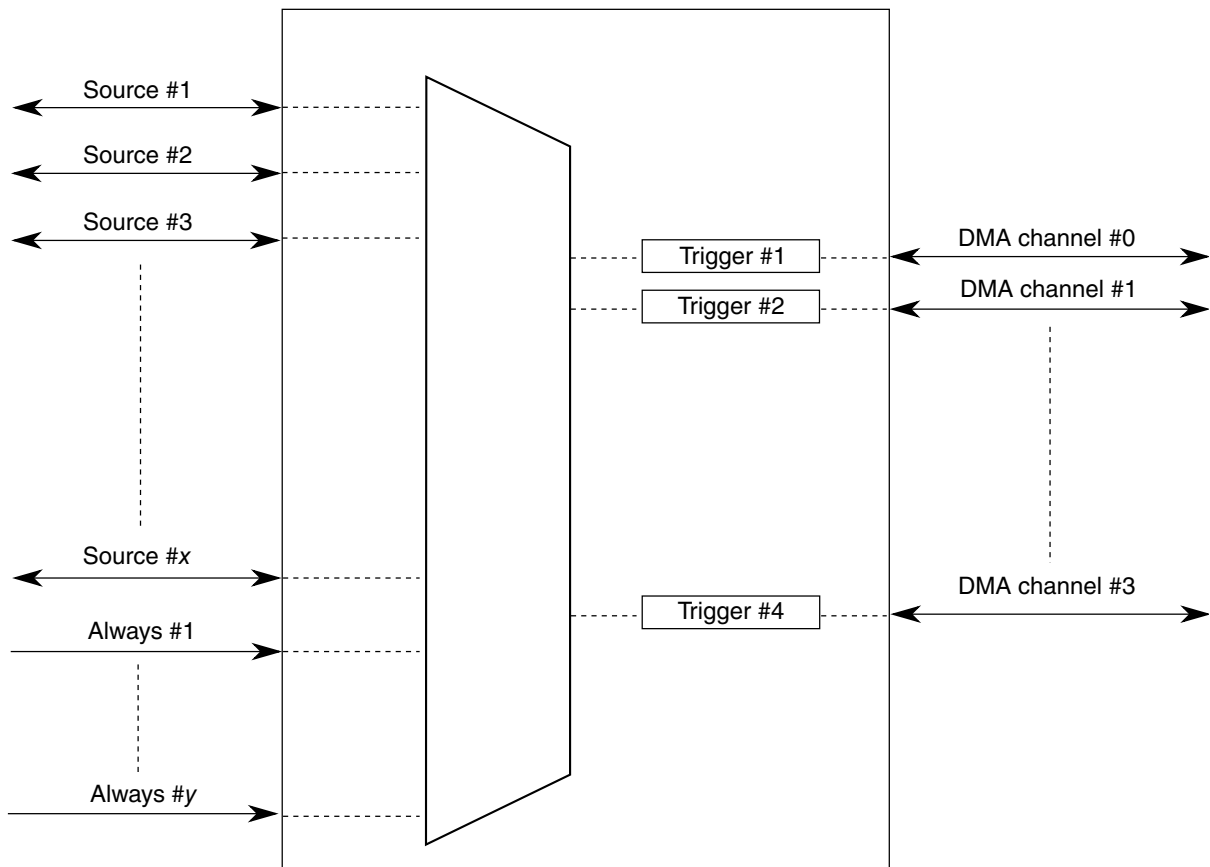 Source #1
Source #2
Source #3
Source #x
Always #1
Always #y
Trigger #1
Trigger #2
Trigger #4
DMA channel #0
DMA channel #1
DMA channel #3